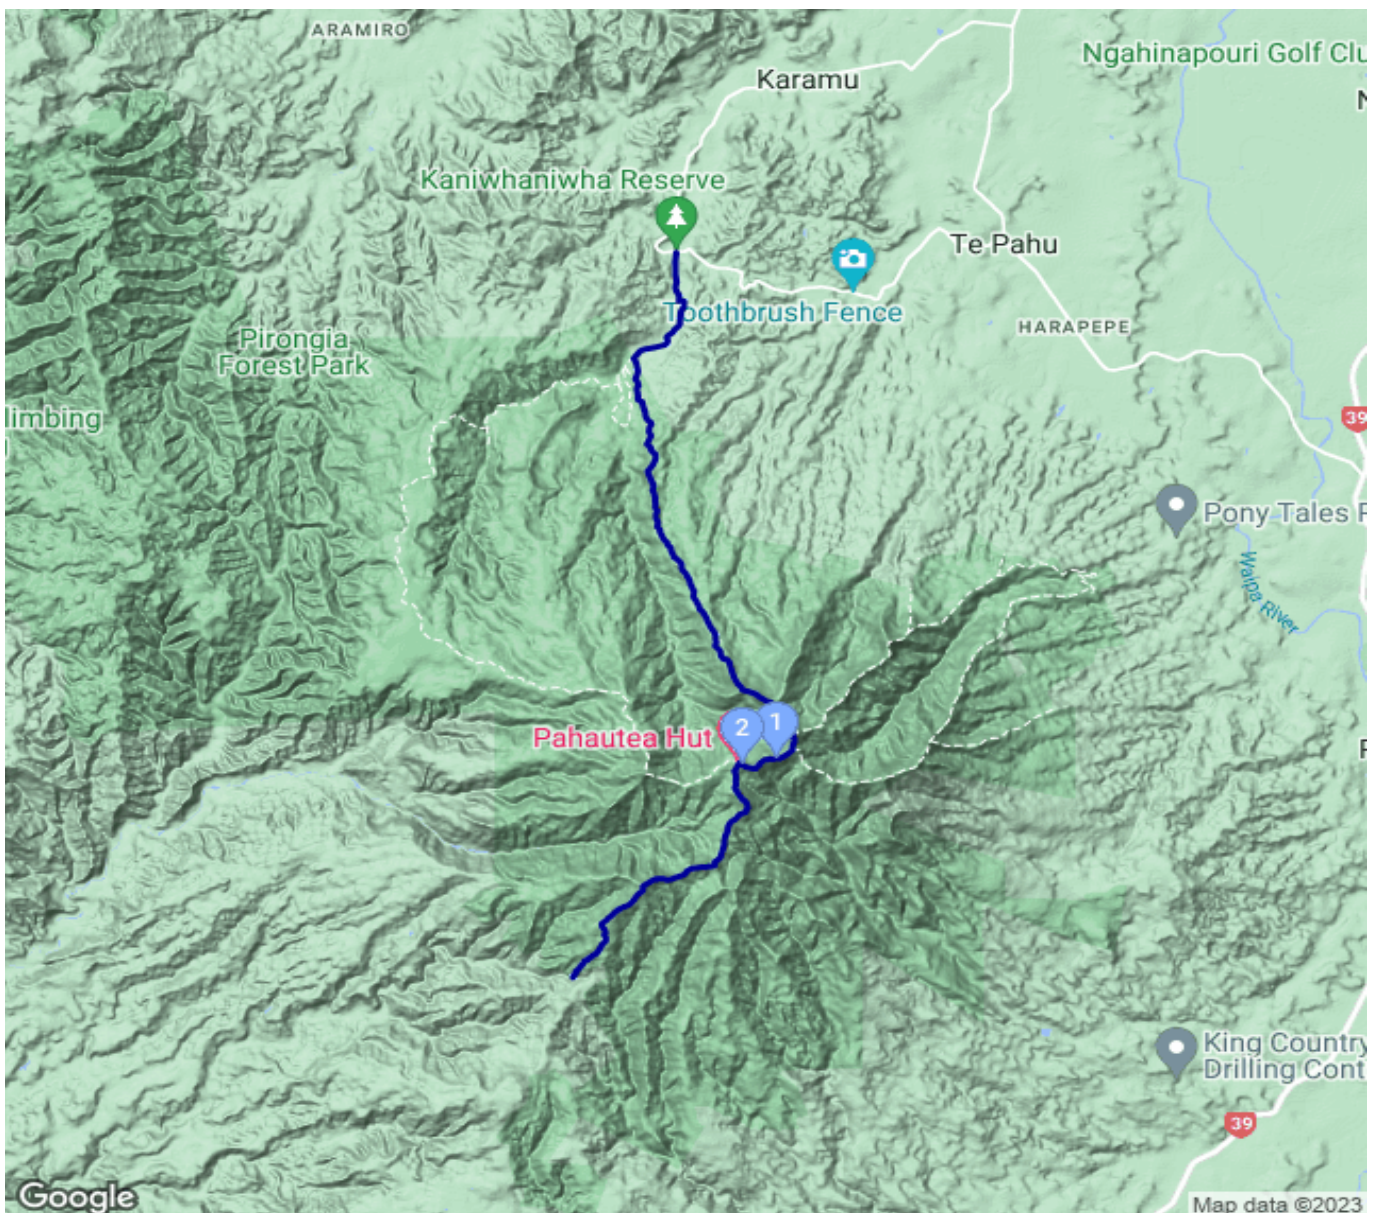 ARAMIRO
Ngahinapouri Golf Clu
Karamu
Kaniwhaniwha Reserve
Te Pahu
Toothbrush Fence
HARAPEPE
Pirongia
Forest Park
limbing
39
Pony Tales
Waipa River
Pahautea Hut
2
1
King Country
Drilling Cont
39
Google
Map data ©2023